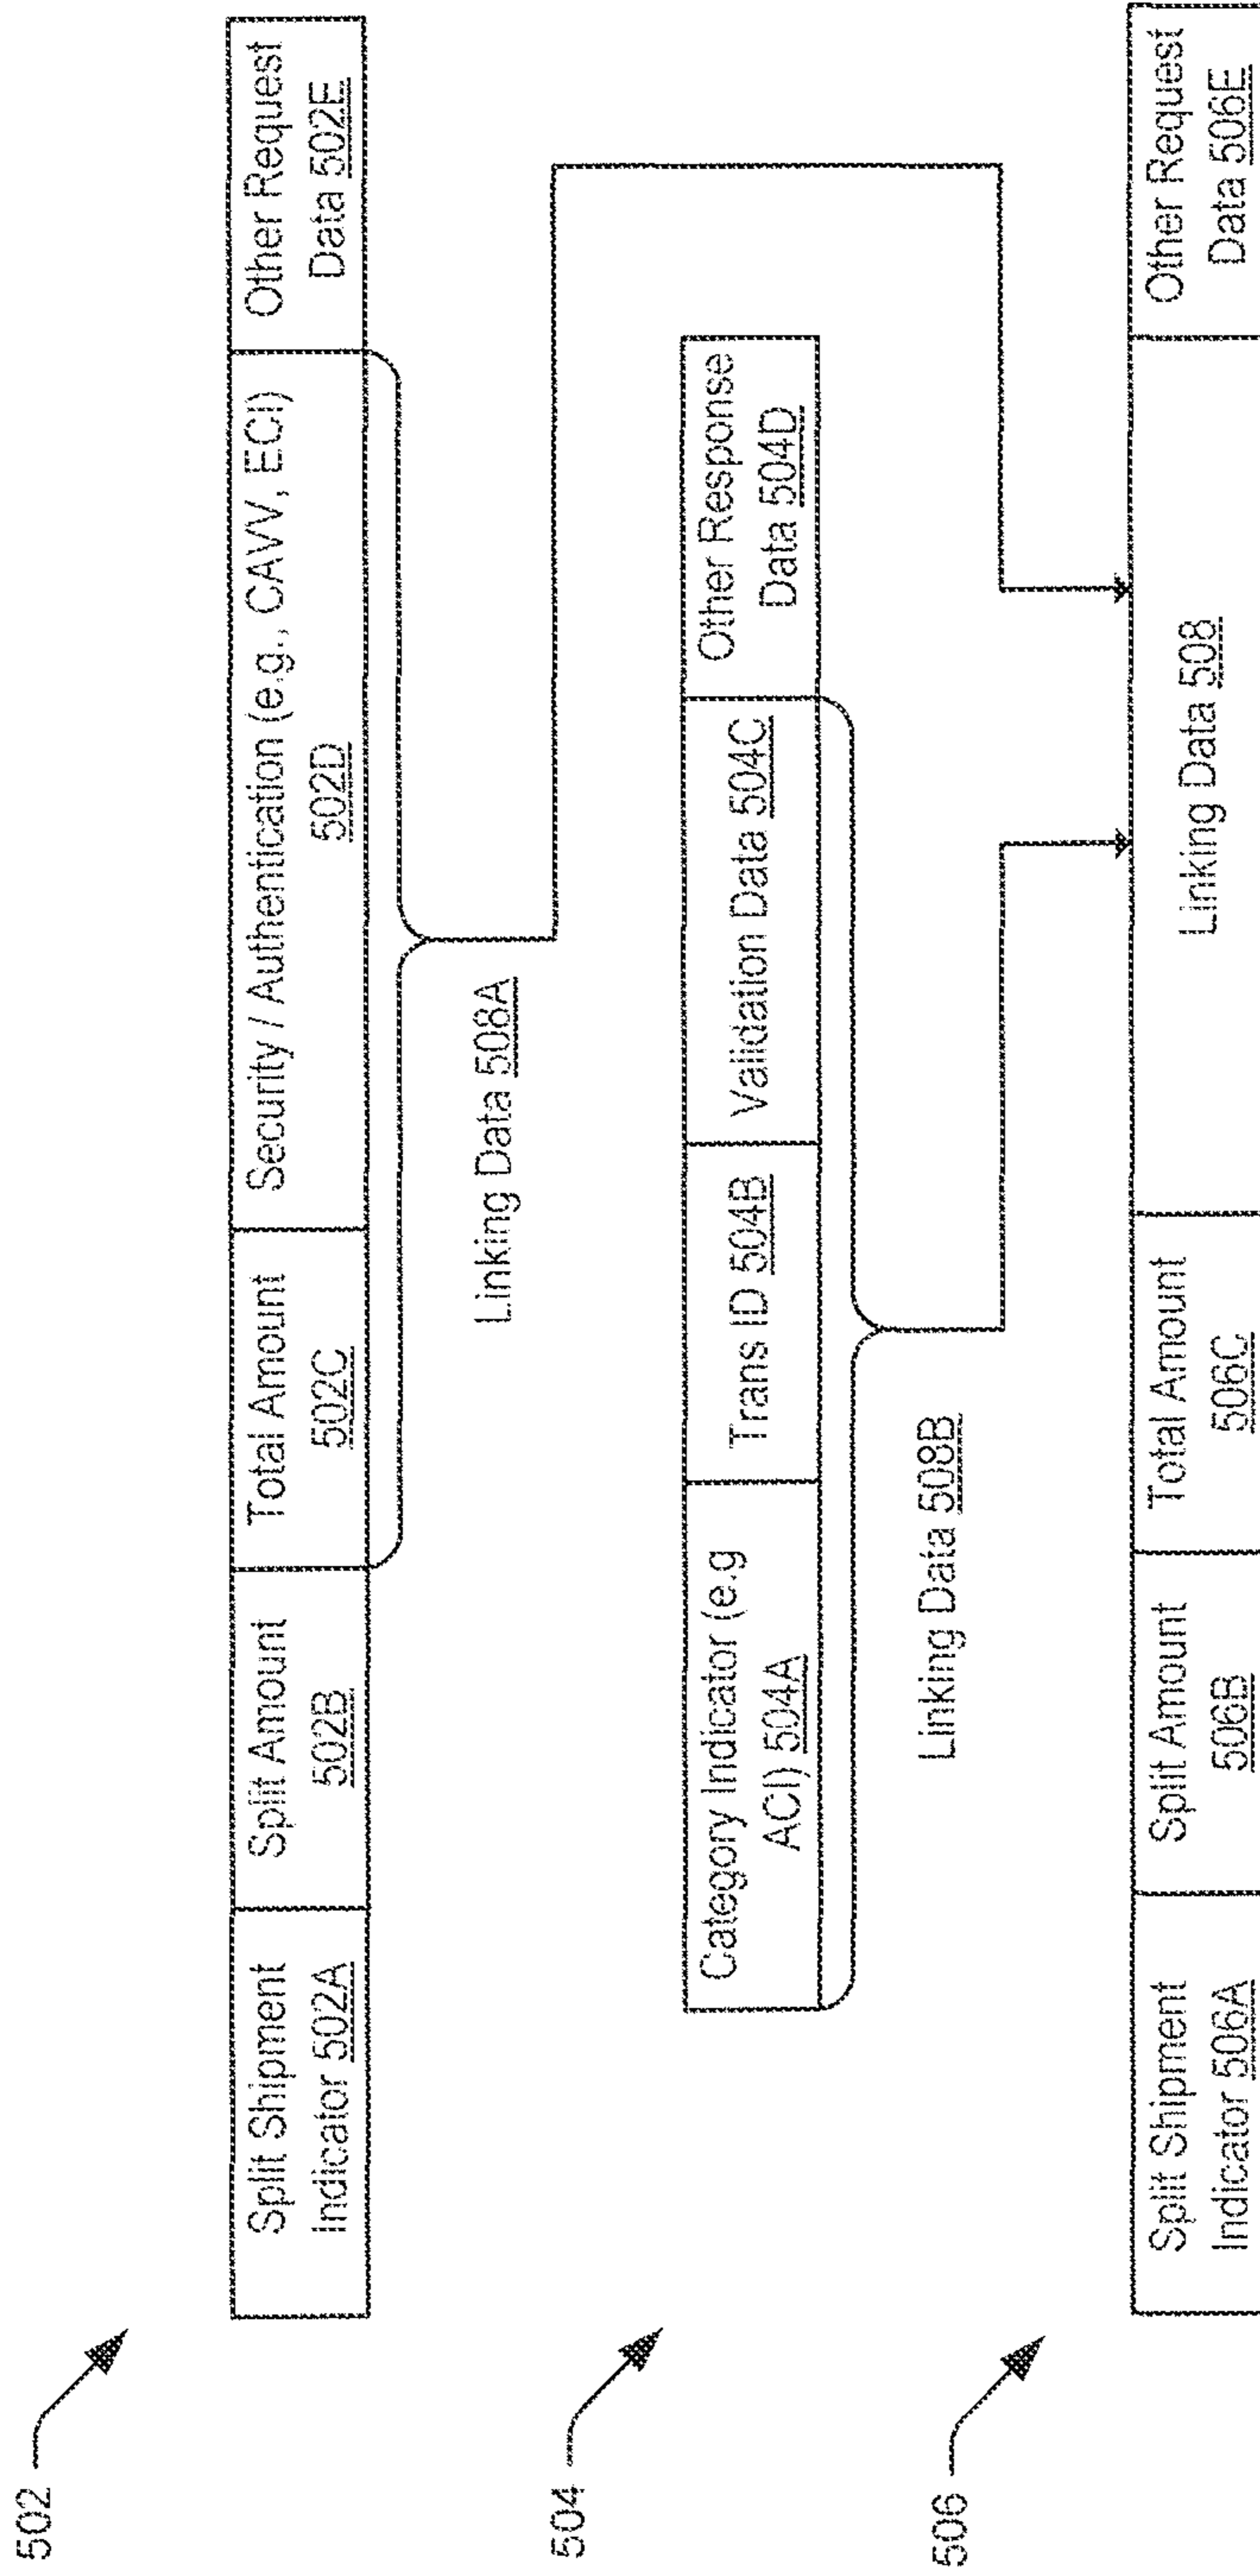 502
Split Shipment
Indicator 502A
Split Amount
502B
Total Amount
502C
Security / Authentication (e.g., CAVV, ECI)
502D
Other Request
Data 502E
Linking Data 508A
504
Category Indicator (e.g
ACI) 504A
Trans ID 504B
Validation Data 504C
Other Response
Data 504D
Linking Data 508B
506
Split Shipment
Indicator 506A
Split Amount
506B
Total Amount
506C
Linking Data 508
Other Request
Data 506E